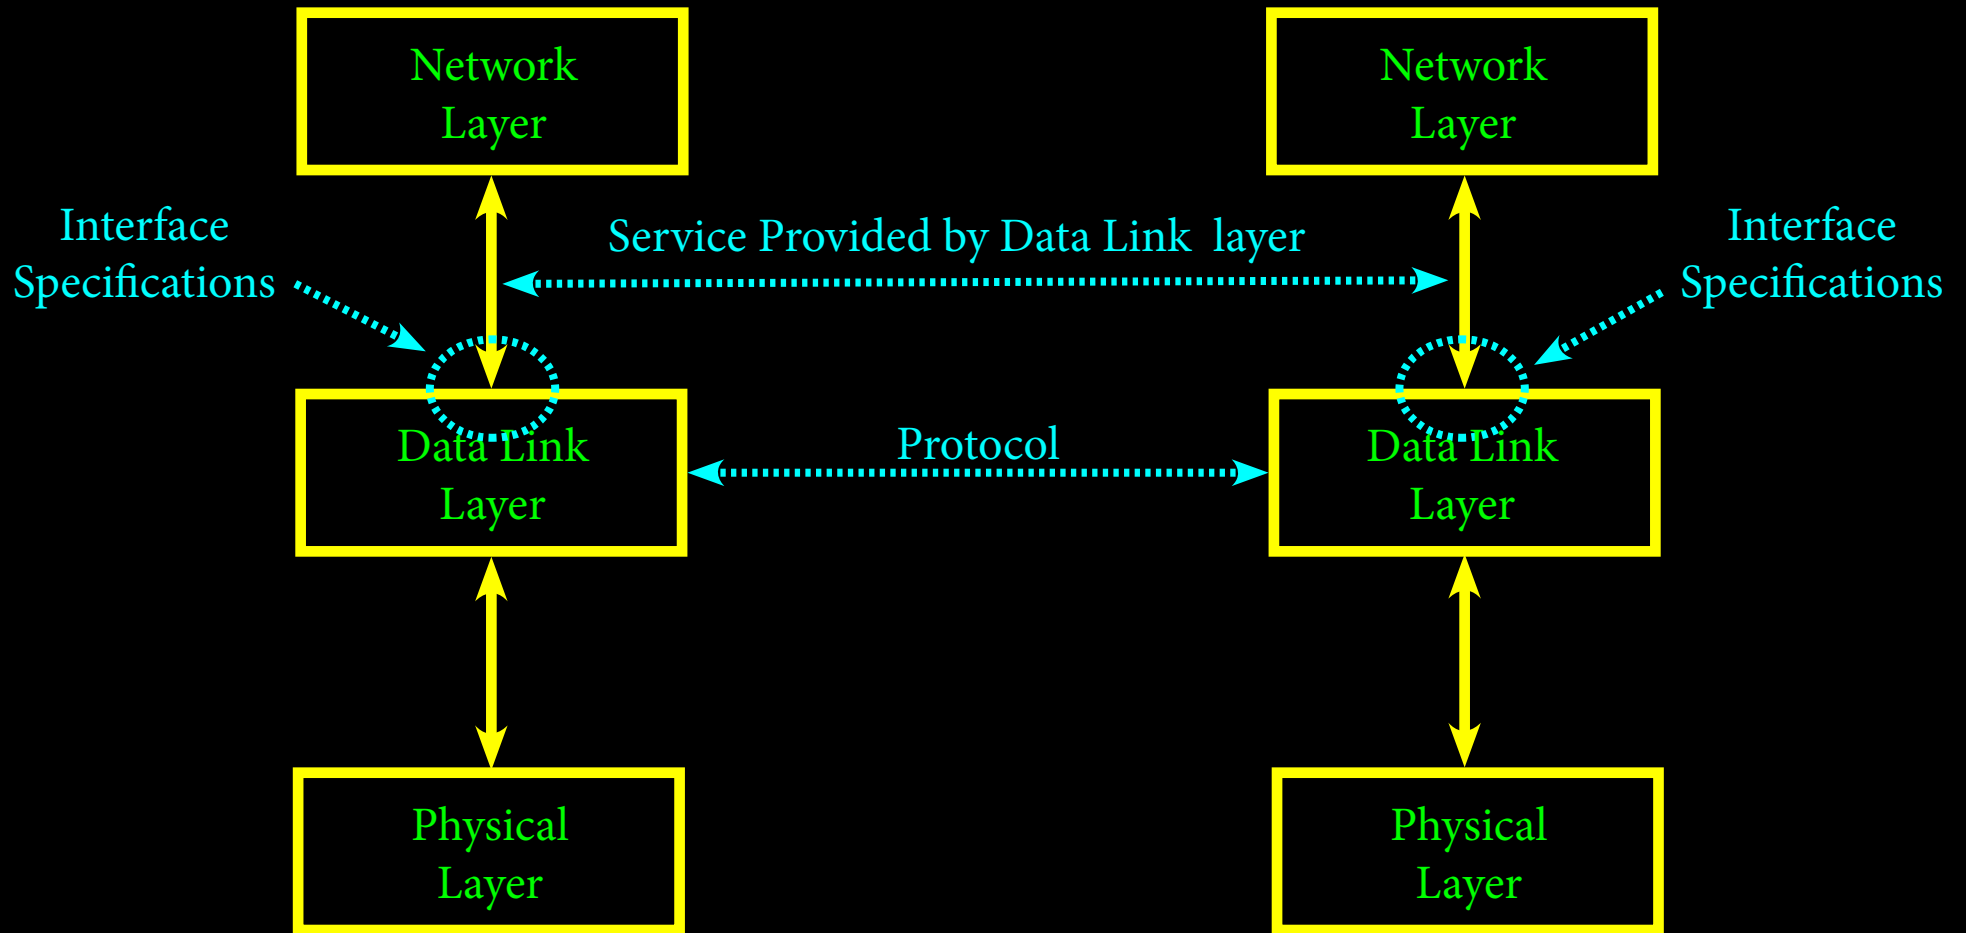 Network
Layer
Network
Layer
Interface
Specifications
Service Provided by Data Link layer
Interface
Specifications
Data Link
Layer
Protocol
Data Link
Layer
Physical
Layer
Physical
Layer